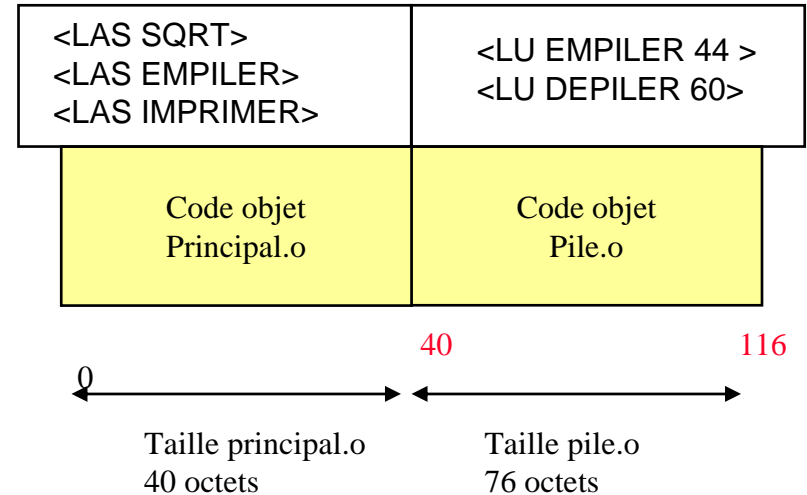 <LAS SQRT>
<LAS EMPILER>
<LAS IMPRIMER>
<LU EMPILER 44 >
<LU DEPILER 60>
Code objet
Principal.o
Code objet
Pile.o
0
40
116
Taille principal.o
40 octets
Taille pile.o
76 octets